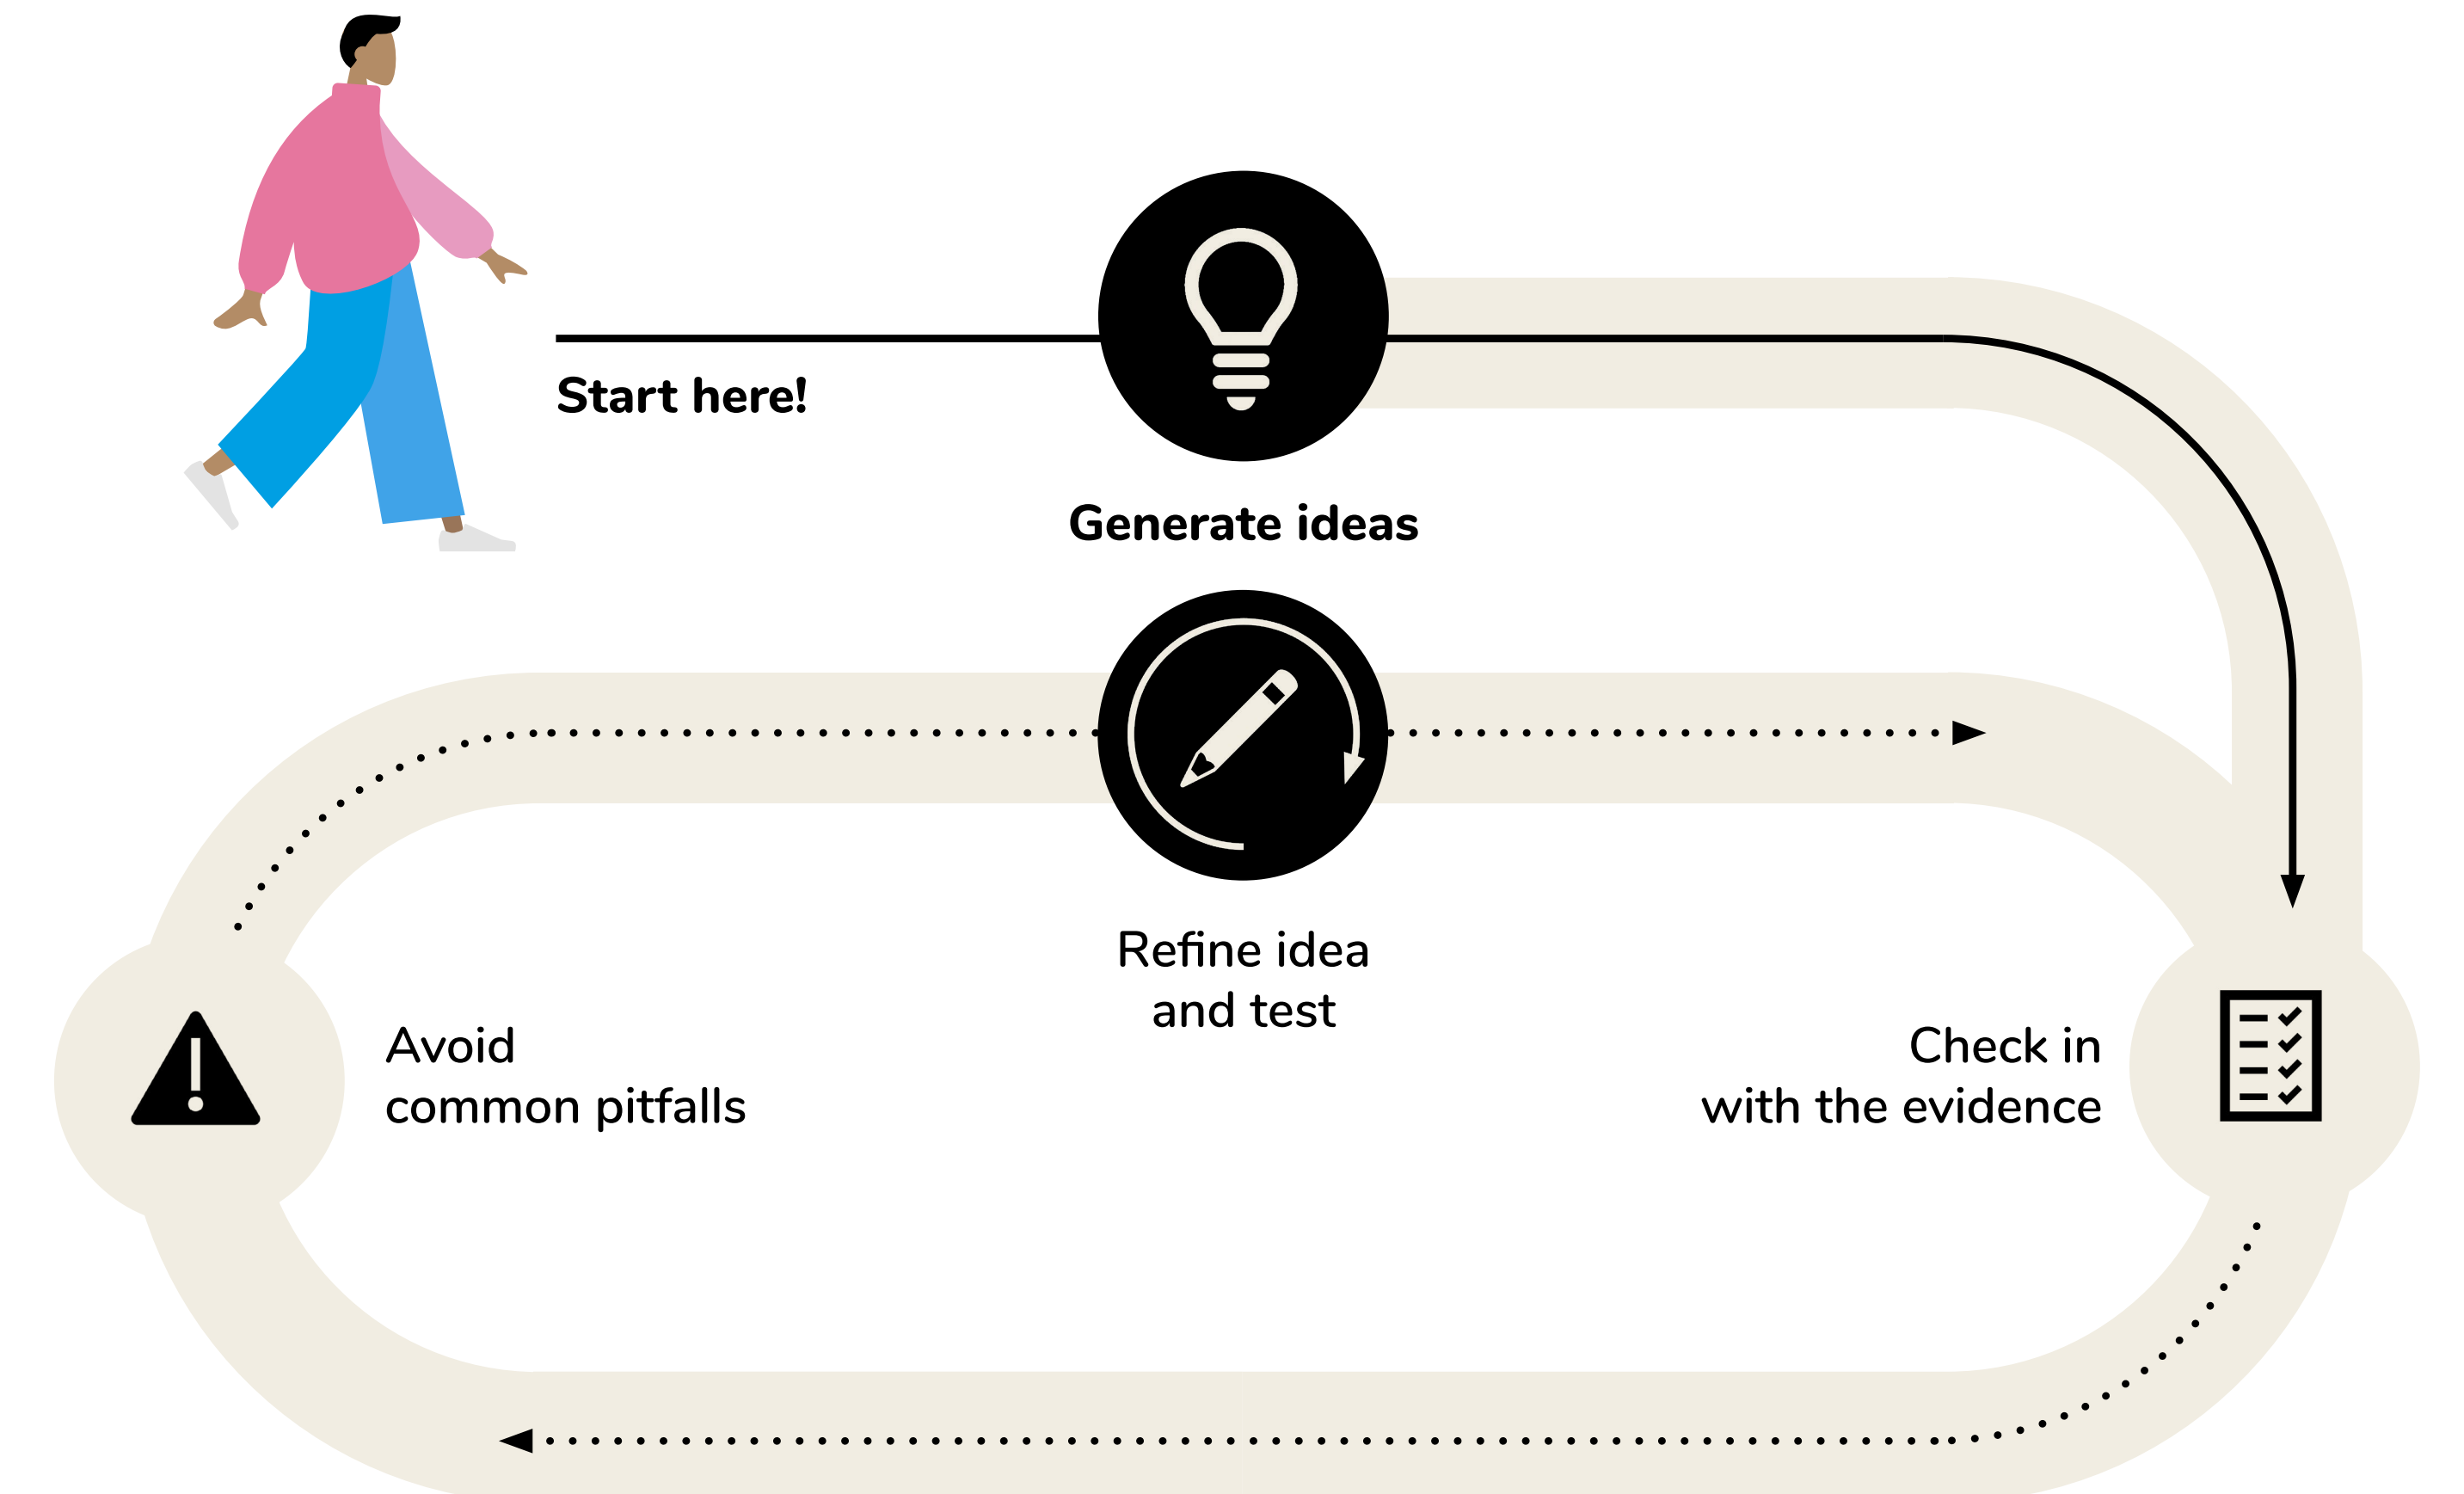 Start here!
Generate ideas
Refine idea
and test
Avoid
common pitfalls
Check in
with the evidence